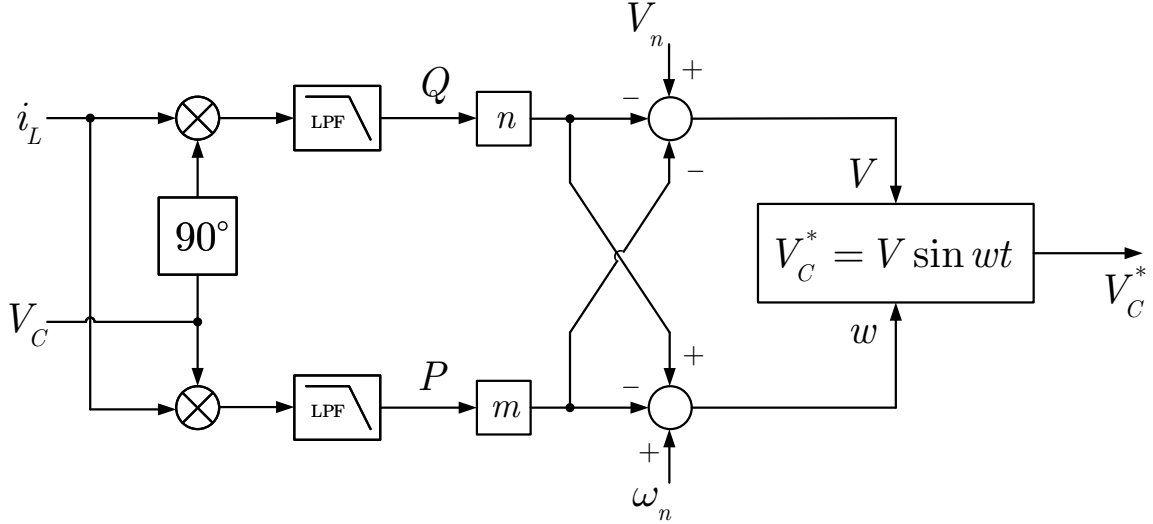 V_n
+
Q
−
i_L
LPF
n
−
V
90°
V_C^* = V sin wt
V_C^*
V_C
w
P
+
−
LPF
m
+
ω_n